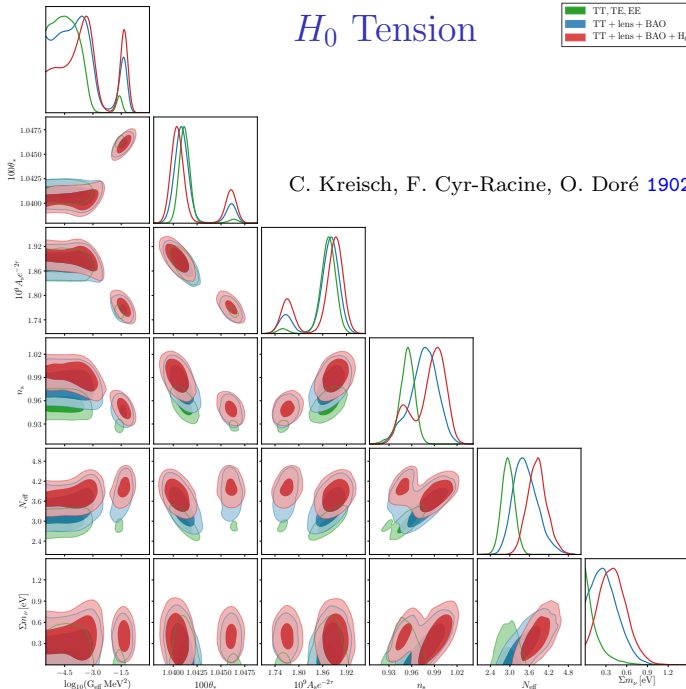 H₀ Tension
TT, TE, EE
TT + lens + BAO
TT + lens + BAO + H₀
C. Kreisch, F. Cyr-Racine, O. Doré 1902
100θₛ
1.0475
1.0450
1.0425
1.0400
10⁹Aₛe⁻²τ
1.92
1.86
1.80
1.74
nₛ
1.02
0.99
0.96
0.93
N_eff
4.8
4.2
3.6
3.0
2.4
Σm_ν [eV]
1.2
0.9
0.6
0.3
−4.5 −3.0 −1.5
1.0400 1.0425 1.0450 1.0475
1.74 1.80 1.86 1.92
0.93 0.96 0.99 1.02
2.4 3.0 3.6 4.2 4.8
0.3 0.6 0.9 1.2
log₁₀(G_eff MeV²)
100θₛ
10⁹Aₛe⁻²τ
nₛ
N_eff
Σm_ν [eV]